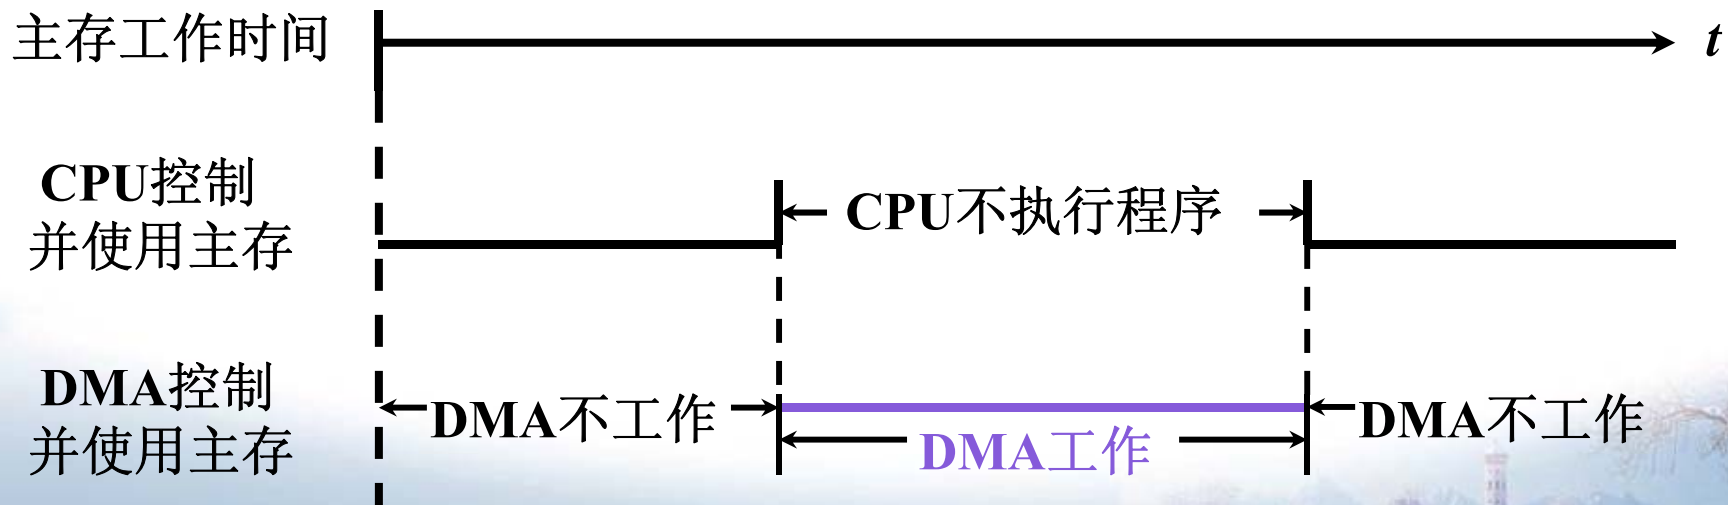 主存工作时间
t
CPU控制
并使用主存
CPU不执行程序
DMA控制
并使用主存
DMA不工作
DMA工作
DMA不工作